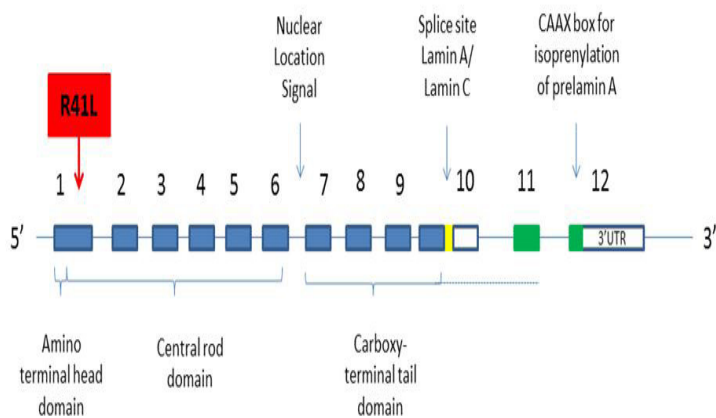 Nuclear
Location
Signal
Splice site
Lamin A/
Lamin C
CAAX box for
isoprenylation
of prelamin A
R41L
1 2 3 4 5 6 7 8 9 10 11 12
5’ 3’UTR 3’
Amino
terminal head
domain
Central rod
domain
Carboxy-
terminal tail
domain